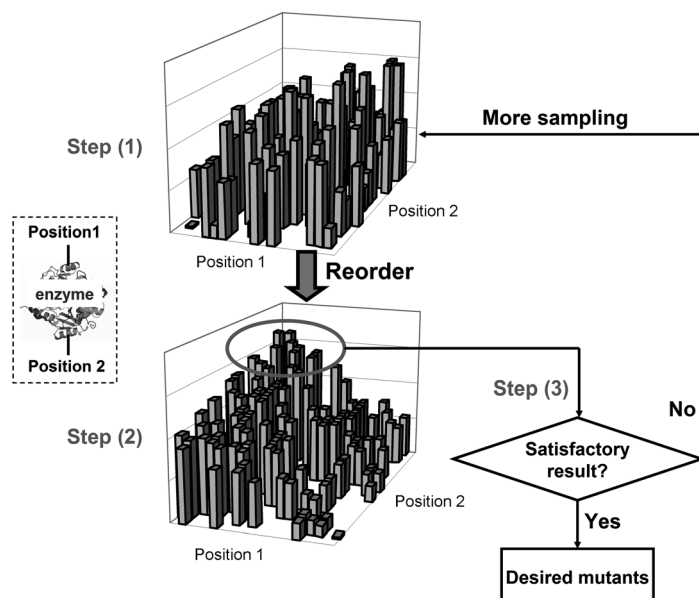 More sampling
Step (1)
Position 2
Position 1
Position1
enzyme
Position 2
Reorder
Step (3)
No
Step (2)
Satisfactory
result?
Position 2
Yes
Position 1
Desired mutants